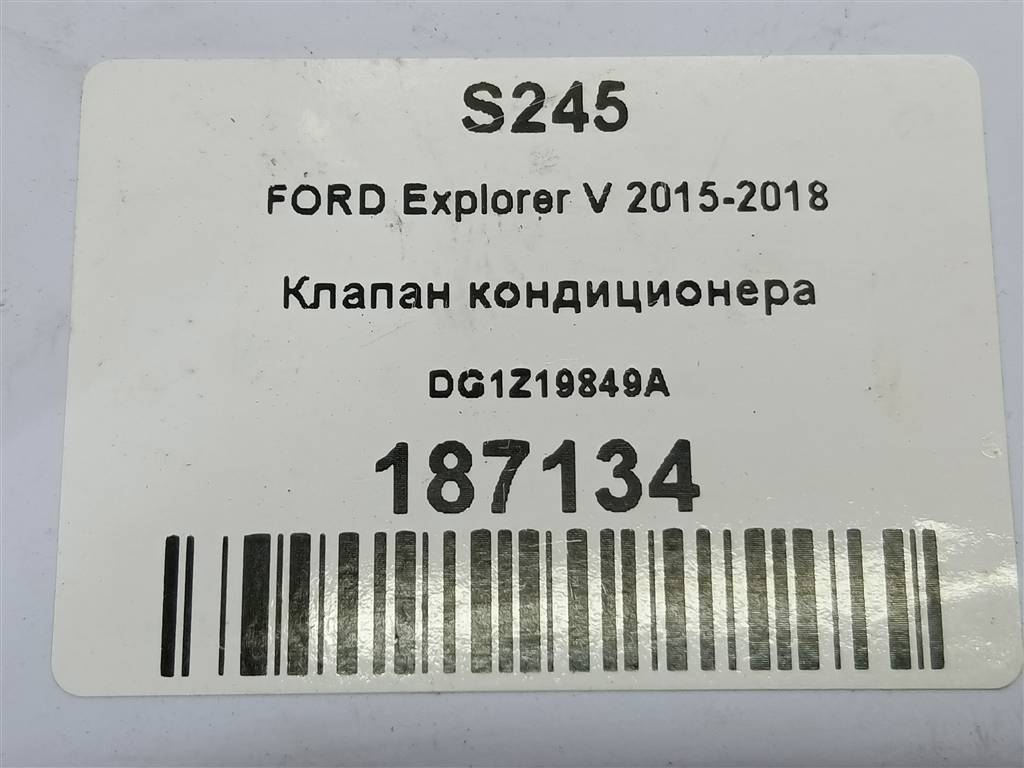 S245
FORD Explorer V 2015-2018
Клапан кондиционера
DG1Z19849A
187134